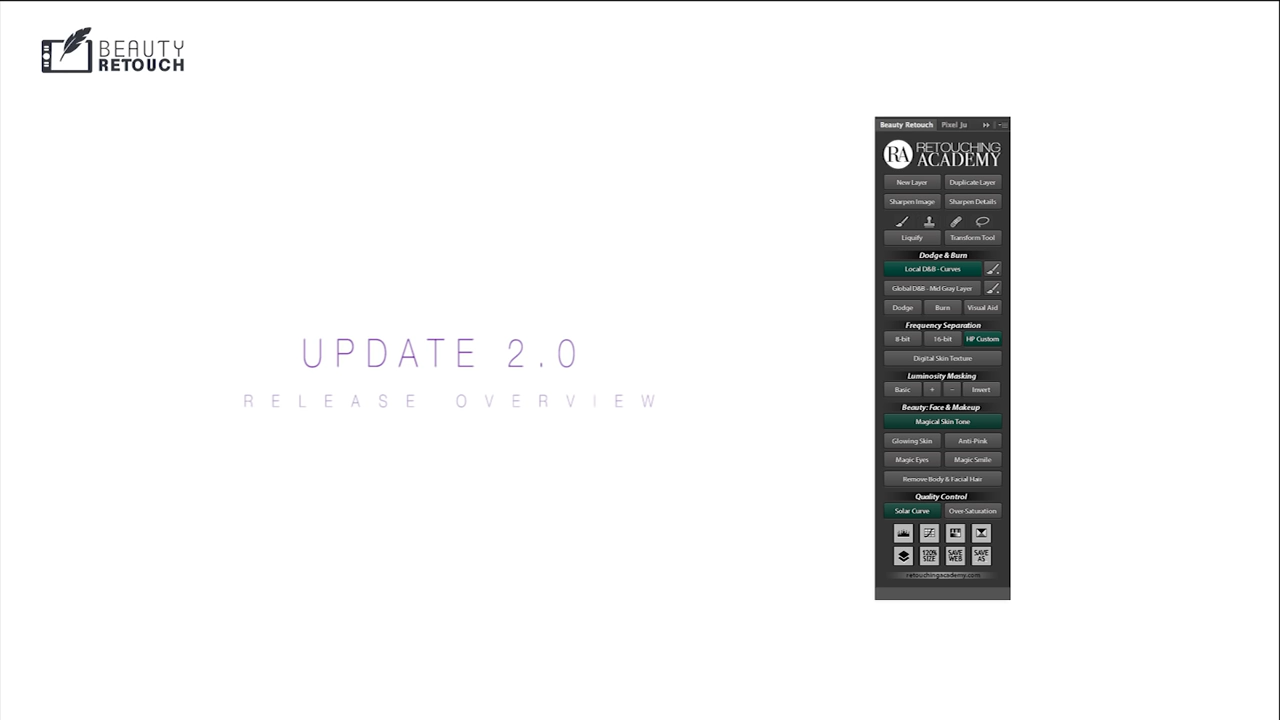 BEAUTY
RETOUCH
UPDATE 2.0
RELEASE OVERVIEW
Beauty Retouch Pixel Ju
RA RETOUCHING
ACADEMY
New Layer Duplicate Layer
Sharpen Image Sharpen Details
Liquify Transform Tool
Dodge & Burn
Local D&B - Curves
Global D&B - Mid Gray Layer
Dodge Burn Visual Aid
Frequency Separation
8-bit 16-bit HP Custom
Digital Skin Texture
Luminosity Masking
Basic + - Invert
Beauty: Face & Makeup
Magical Skin Tone
Glowing Skin Anti-Pink
Magic Eyes Magic Smile
Remove Body & Facial Hair
Quality Control
Solar Curve Over-Saturation
120% SIZE SAVE WEB SAVE AS
retouchingacademy.com